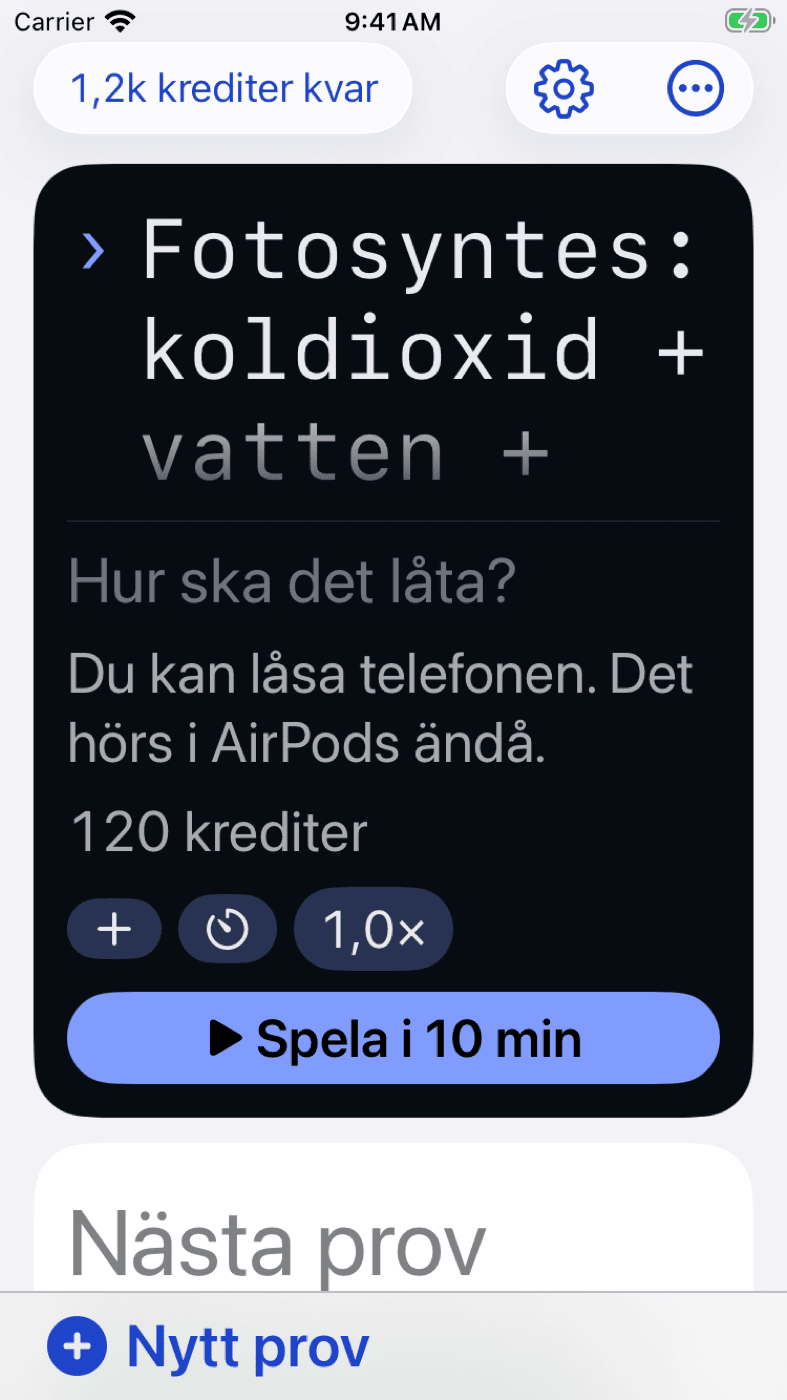 Carrier 9:41 AM
1,2k krediter kvar
› Fotosyntes:
koldioxid +
vatten +
Hur ska det låta?
Du kan låsa telefonen. Det
hörs i AirPods ändå.
120 krediter
1,0×
Spela i 10 min
Nästa prov
Nytt prov